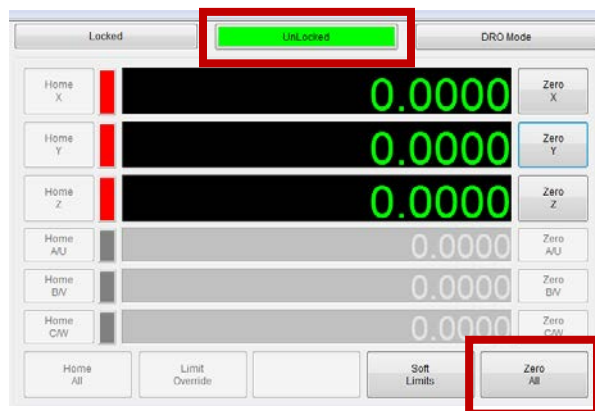 Locked UnLocked DRO Mode
Home
X
0.0000
Zero
X
Home
Y
0.0000
Zero
Y
Home
Z
0.0000
Zero
Z
Home
A/U
0.0000
Zero
A/U
Home
B/V
0.0000
Zero
B/V
Home
C/W
0.0000
Zero
C/W
Home
All
Limit
Override
Soft
Limits
Zero
All